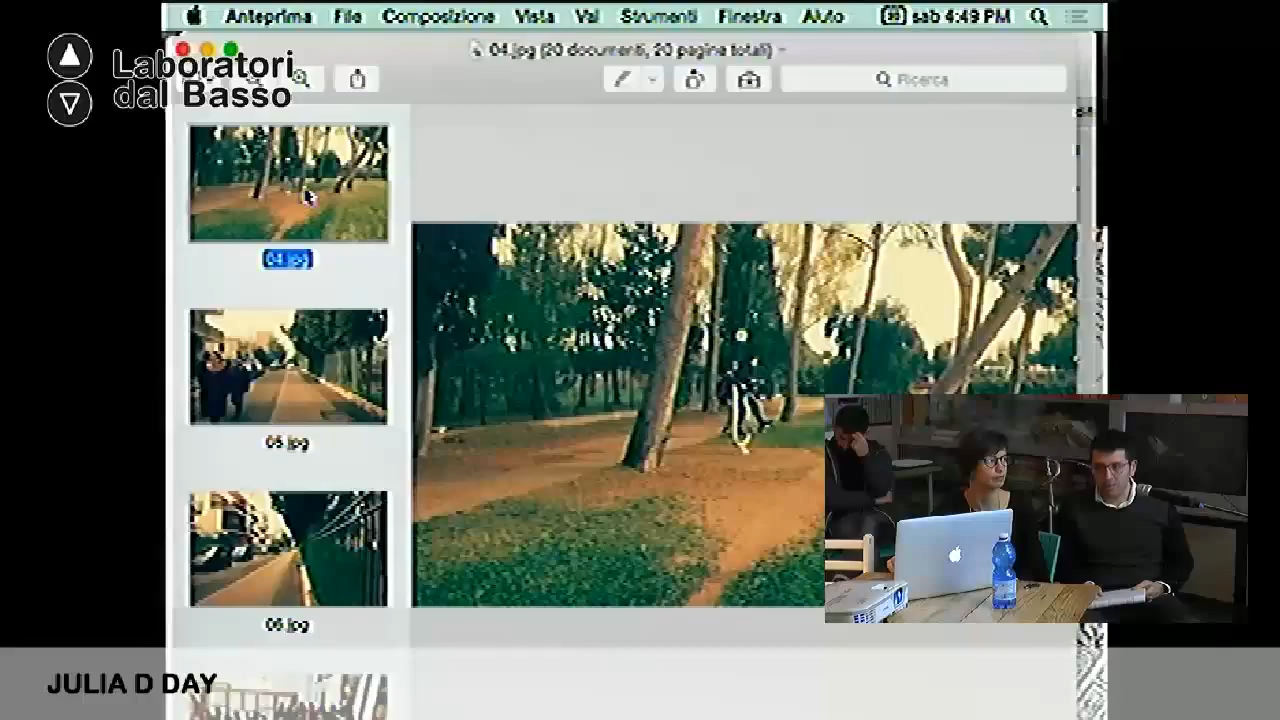 Anteprima File Composizione Vista Vai Strumenti Finestra Aiuto sab 4:49 PM
04.jpg (20 documenti, 20 pagine totali)
Laboratori
dal Basso
Ricerca
04.jpg
05.jpg
06.jpg
JULIA D DAY